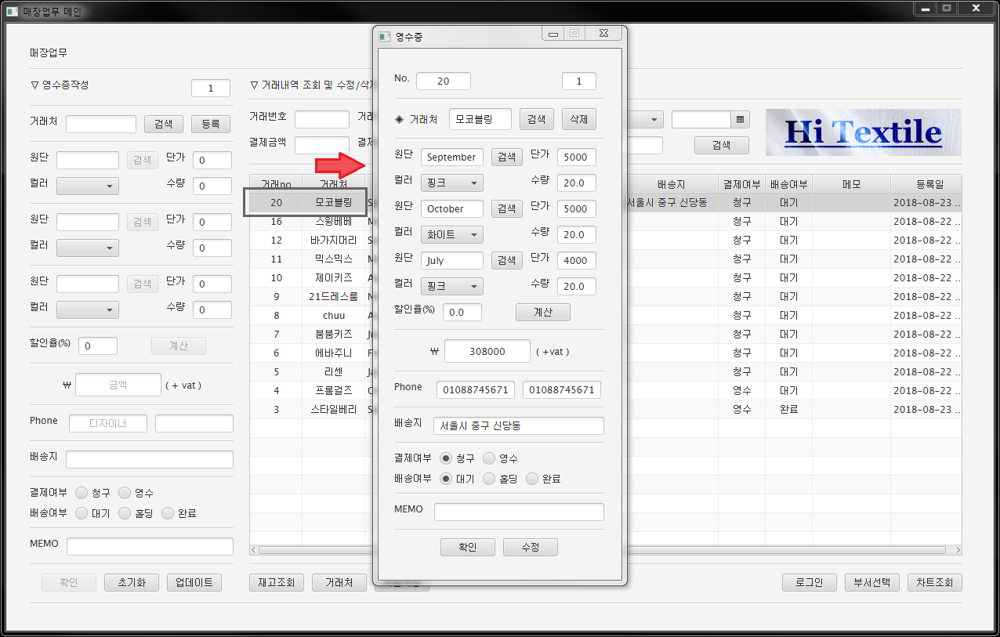 매장업무 메인
매장업무
▽ 영수증작성
1
거래처
검색
등록
원단
검색
단가
0
컬러
수량
0
원단
검색
단가
0
컬러
수량
0
원단
검색
단가
0
컬러
수량
0
할인율(%)
0
계산
₩
금액
( + vat )
Phone
디자이너
배송지
결제여부
청구
영수
배송여부
대기
홀딩
완료
MEMO
확인
초기화
업데이트
▽ 거래내역 조회 및 수정/삭제
거래번호
결제금액
검색
Hi Textile
거래no
거래처
배송지
결제여부
배송여부
메모
등록일
20
모코블링
서울시 중구 신당동
청구
대기
2018-08-23 ..
16
스윙베베
청구
대기
2018-08-22 ..
12
바가지머리
청구
대기
2018-08-22 ..
11
믹스믹스
청구
대기
2018-08-22 ..
10
제이키즈
청구
대기
2018-08-22 ..
9
21드레스룸
청구
대기
2018-08-22 ..
8
chuu
청구
대기
2018-08-22 ..
7
붐붐키즈
청구
대기
2018-08-22 ..
6
에바주니
청구
대기
2018-08-22 ..
5
리센
청구
대기
2018-08-22 ..
4
프롬걸즈
영수
대기
2018-08-22 ..
3
스타일베리
영수
완료
2018-08-23 ..
재고조회
거래처
로그인
부서선택
차트조회
영수증
No.
20
1
◈ 거래처
모코블링
검색
삭제
원단
September
검색
단가
5000
컬러
핑크
수량
20.0
원단
October
검색
단가
5000
컬러
화이트
수량
20.0
원단
July
검색
단가
4000
컬러
핑크
수량
20.0
할인율(%)
0.0
계산
₩
308000
( +vat )
Phone
01088745671
01088745671
배송지
서울시 중구 신당동
결제여부
청구
영수
배송여부
대기
홀딩
완료
MEMO
확인
수정